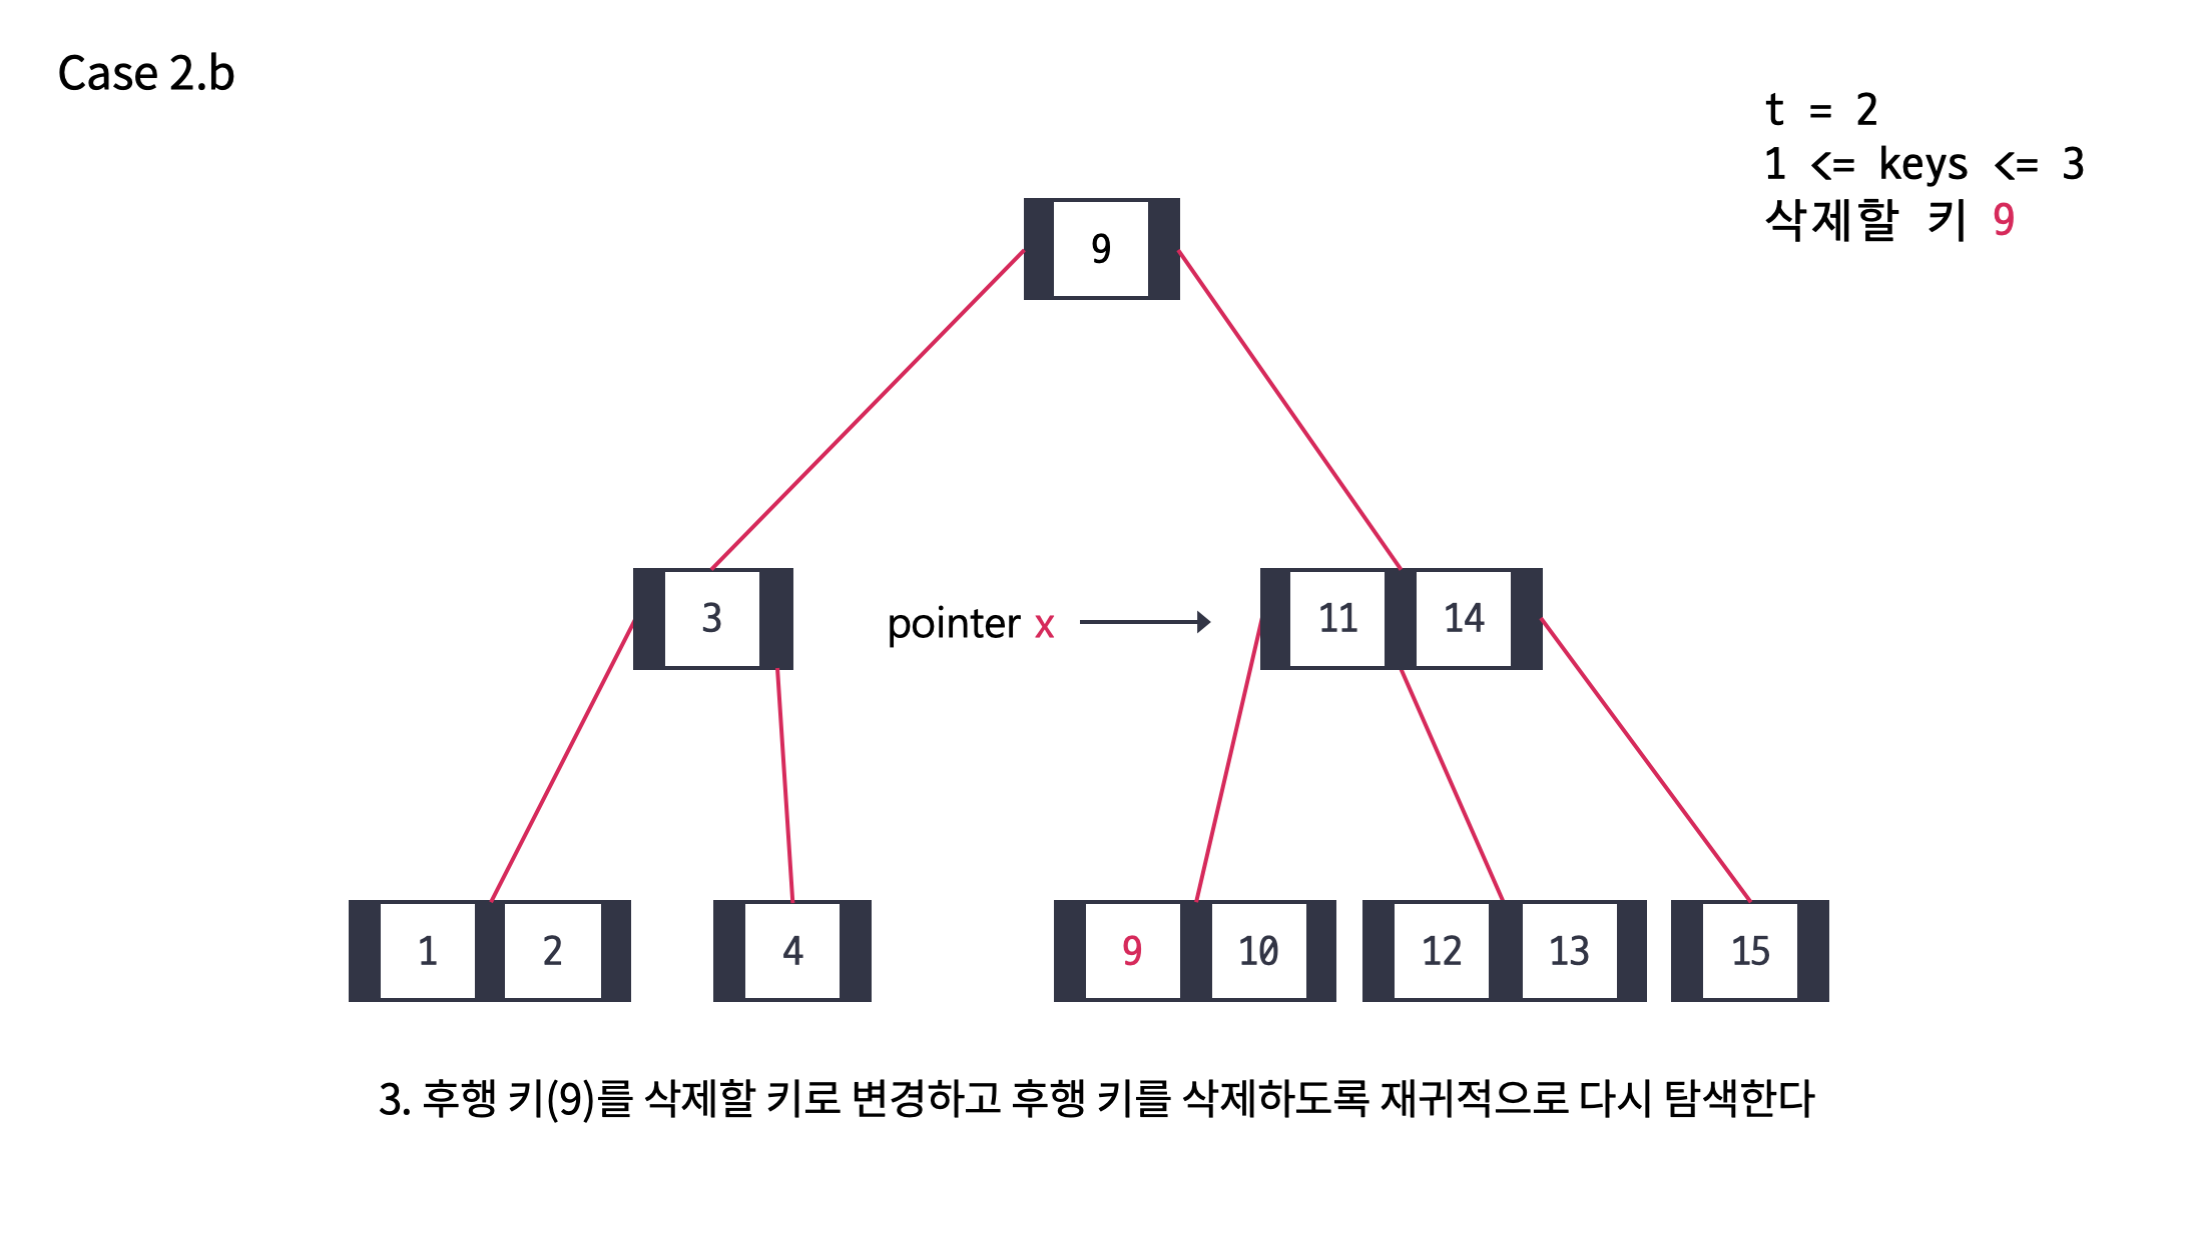 Case 2.b
t = 2
1 <= keys <= 3
삭제할 키 9
9
3
pointer x
11 14
1 2
4
9 10
12 13
15
3. 후행 키(9)를 삭제할 키로 변경하고 후행 키를 삭제하도록 재귀적으로 다시 탐색한다